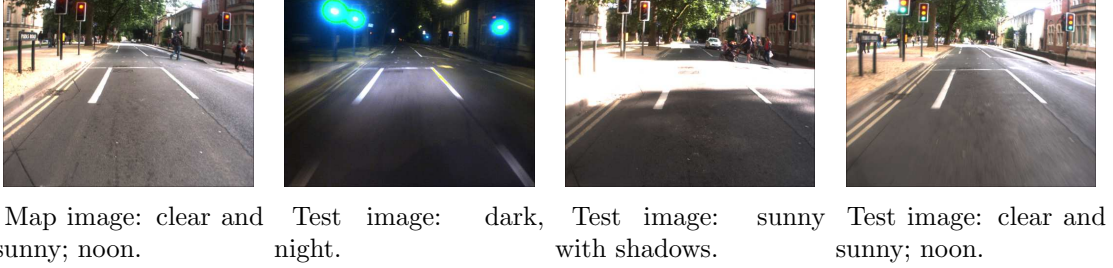 Map image: clear and
sunny; noon.
Test image: dark,
night.
Test image: sunny
with shadows.
Test image: clear and
sunny; noon.